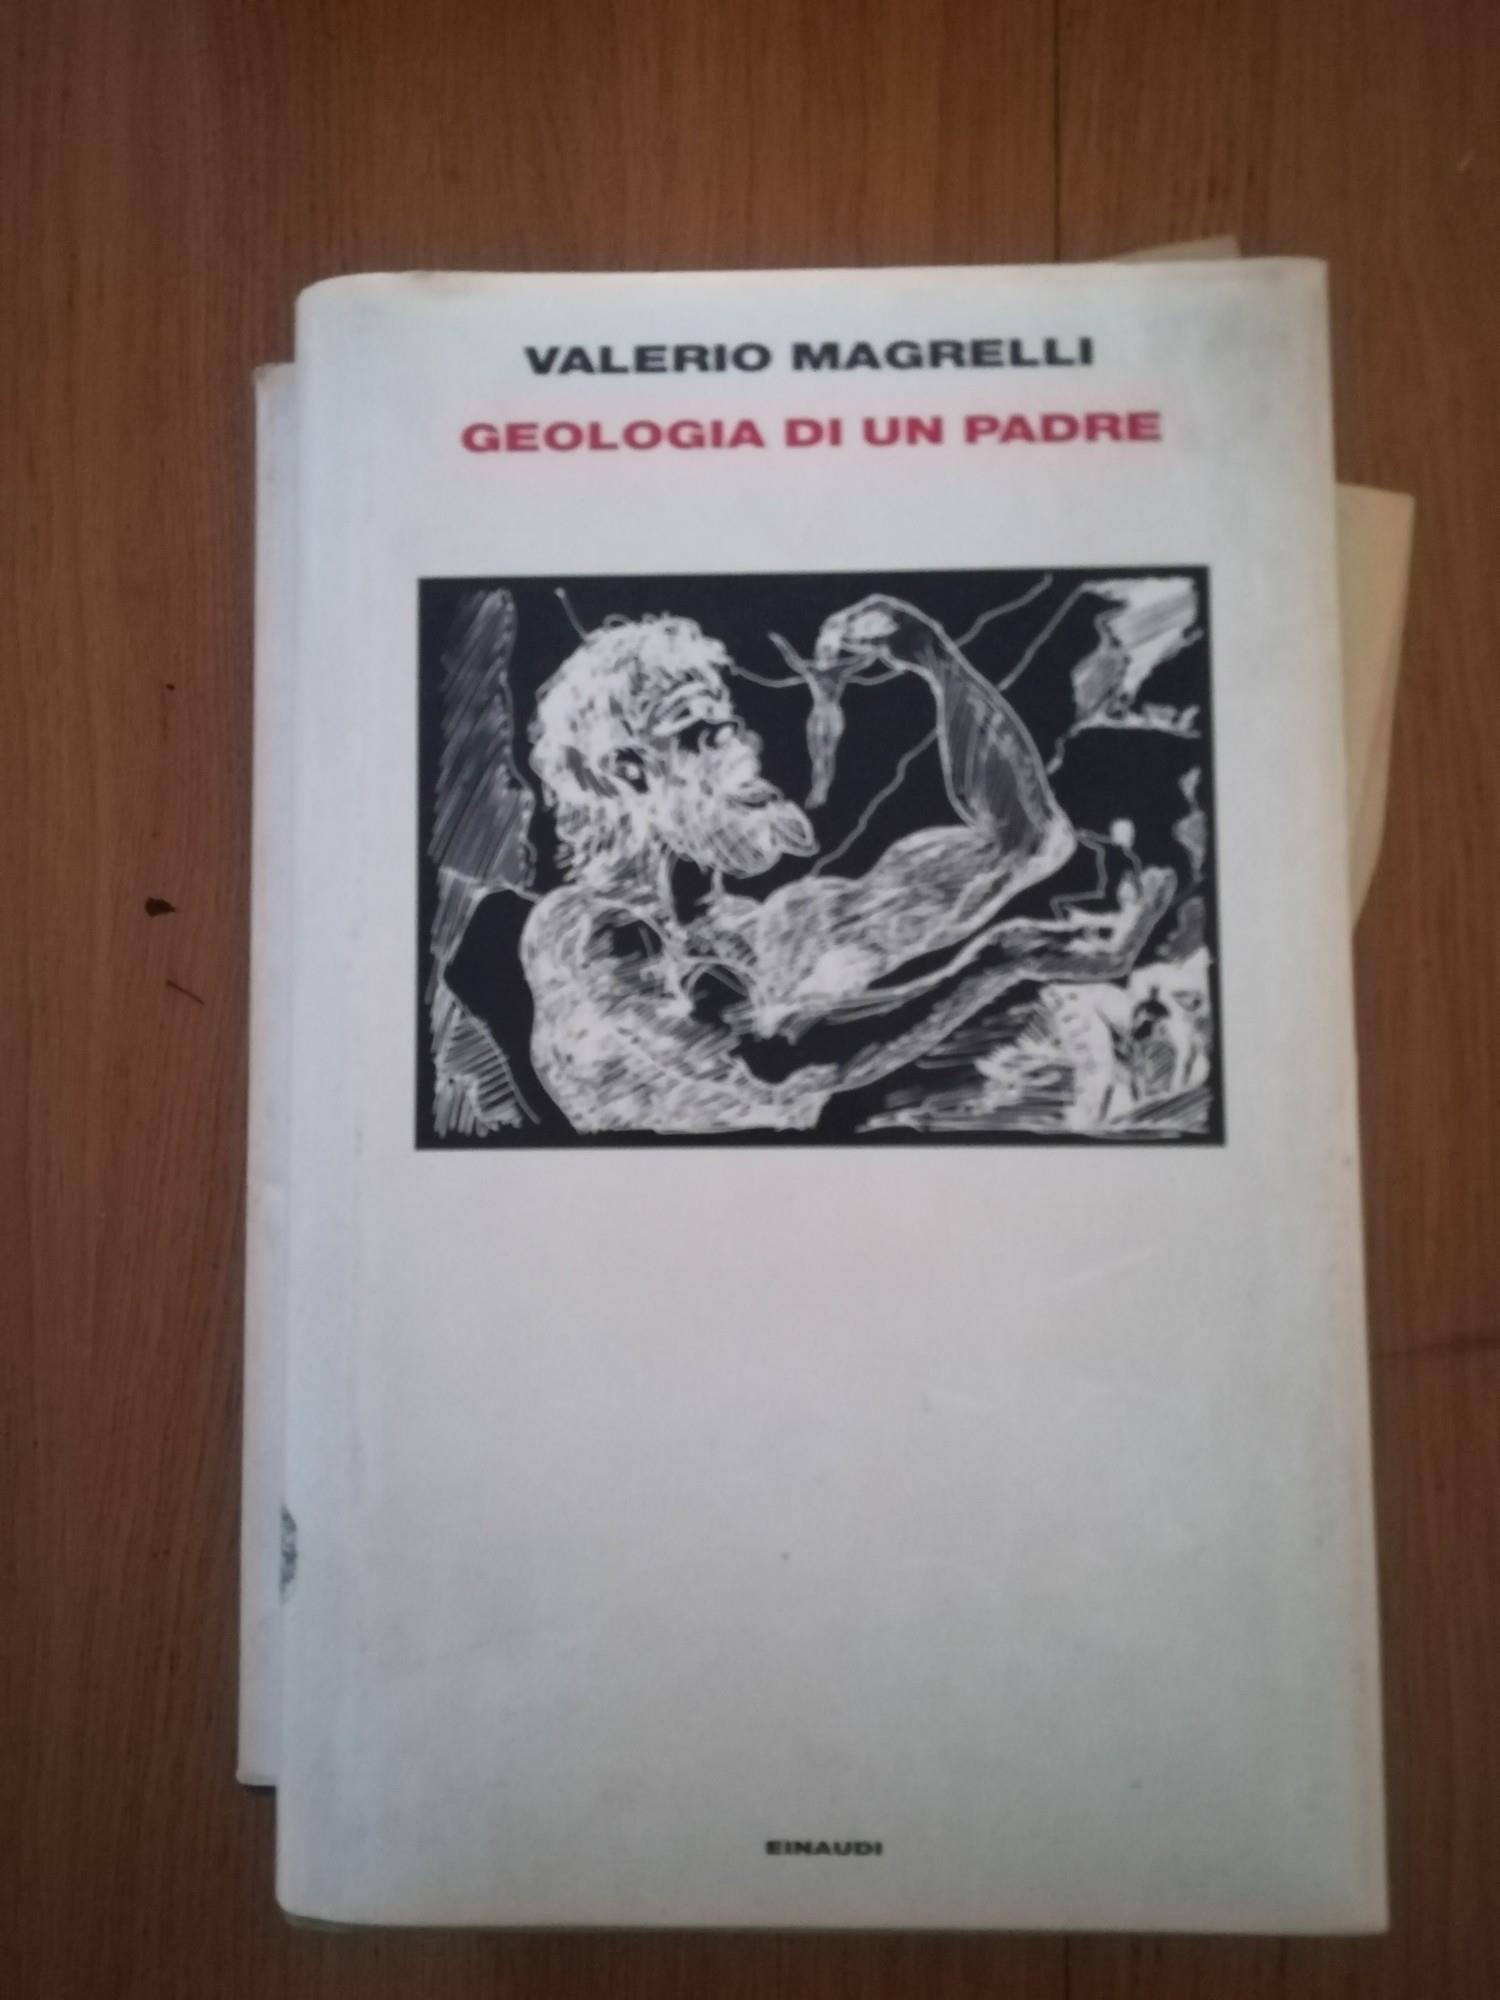 VALERIO MAGRELLI
GEOLOGIA DI UN PADRE
EINAUDI